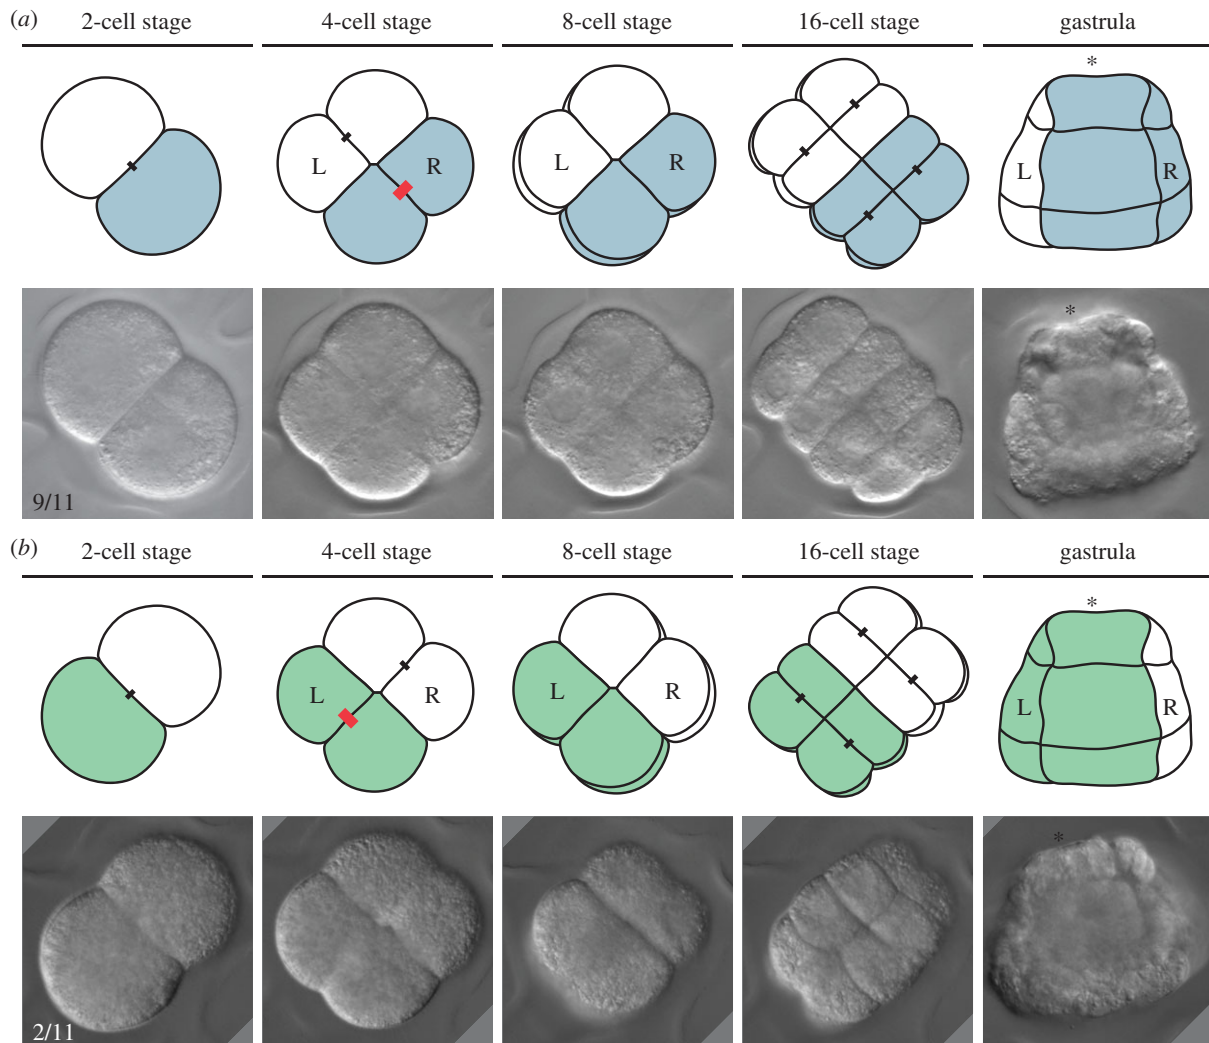 (a) 2-cell stage 4-cell stage 8-cell stage 16-cell stage gastrula
*
L R L R L R
*
9/11
(b) 2-cell stage 4-cell stage 8-cell stage 16-cell stage gastrula
*
L R L R L R
*
2/11